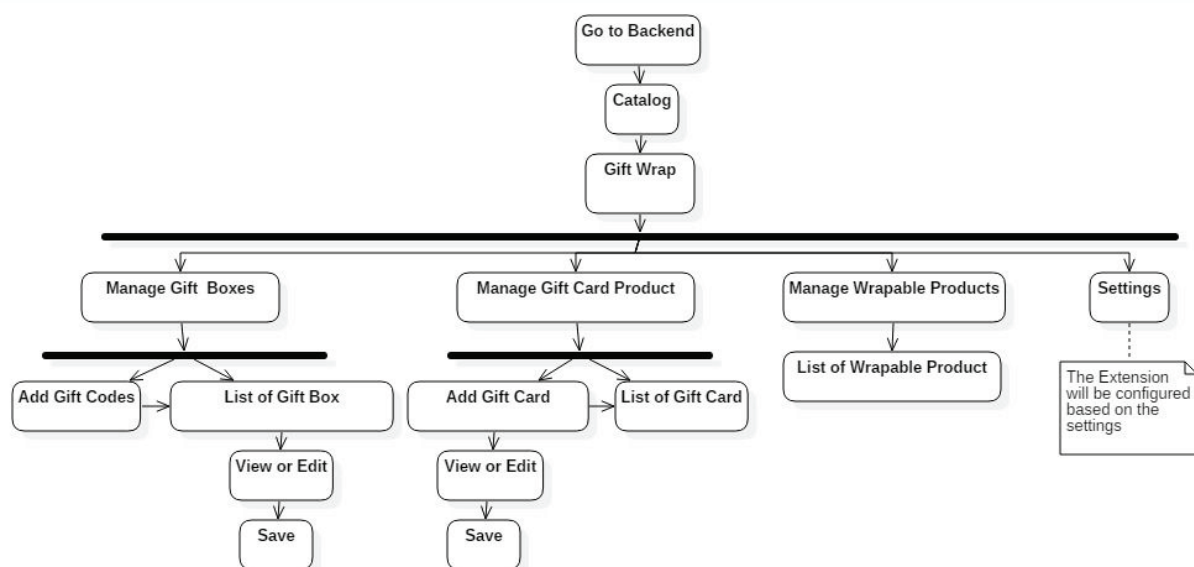 Go to Backend
Catalog
Gift Wrap
Manage Gift Boxes
Manage Gift Card Product
Manage Wrapable Products
Settings
Add Gift Codes
List of Gift Box
Add Gift Card
List of Gift Card
List of Wrapable Product
The Extension
will be configured
based on the
settings
View or Edit
View or Edit
Save
Save